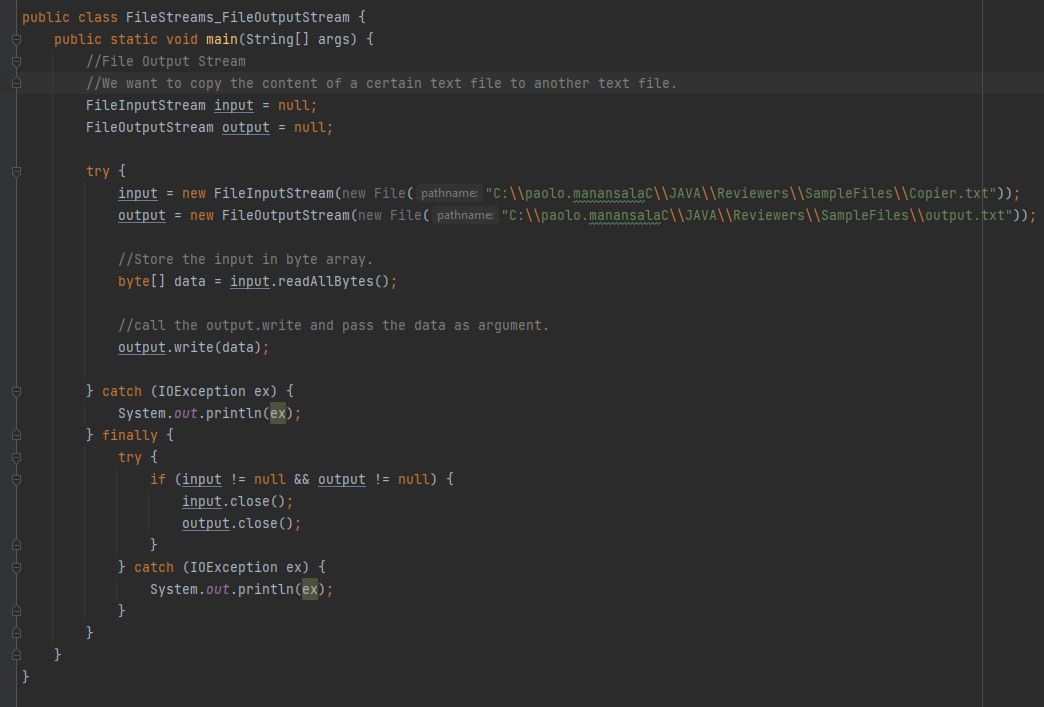 public class FileStreams_FileOutputStream {
    public static void main(String[] args) {
        //File Output Stream
        //We want to copy the content of a certain text file to another text file.
        FileInputStream input = null;
        FileOutputStream output = null;

        try {
            input = new FileInputStream(new File( pathname: "C:\\paolo.manansalaC\\JAVA\\Reviewers\\SampleFiles\\Copier.txt"));
            output = new FileOutputStream(new File( pathname: "C:\\paolo.manansalaC\\JAVA\\Reviewers\\SampleFiles\\output.txt"));

            //Store the input in byte array.
            byte[] data = input.readAllBytes();

            //call the output.write and pass the data as argument.
            output.write(data);

        } catch (IOException ex) {
            System.out.println(ex);
        } finally {
            try {
                if (input != null && output != null) {
                    input.close();
                    output.close();
                }
            } catch (IOException ex) {
                System.out.println(ex);
            }
        }
    }
}